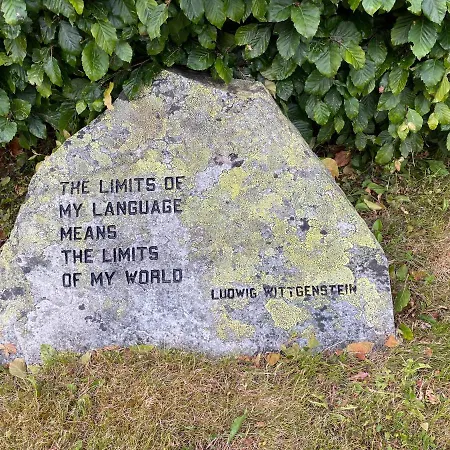 THE LIMITS OF
MY LANGUAGE
MEANS
THE LIMITS
OF MY WORLD
LUDWIG WITTGENSTEIN